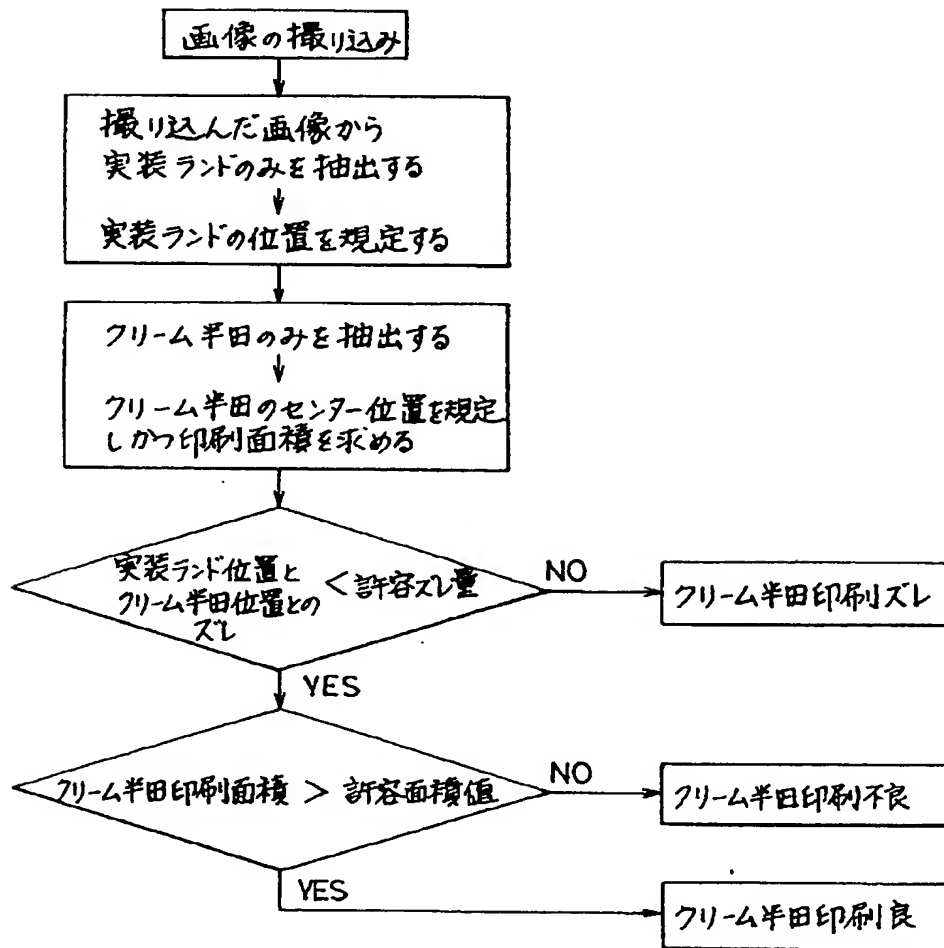 画像の撮り込み
撮り込んだ画像から
実装ランドのみを抽出する
実装ランドの位置を規定する
クリーム半田のみを抽出する
クリーム半田のセンター位置を規定
しかつ印刷面積を求める
実装ランド位置と
クリーム半田位置との
ズレ
<許容ズレ量
NO
クリーム半田印刷ズレ
YES
クリーム半田印刷面積 > 許容面積値
NO
クリーム半田印刷不良
YES
クリーム半田印刷良